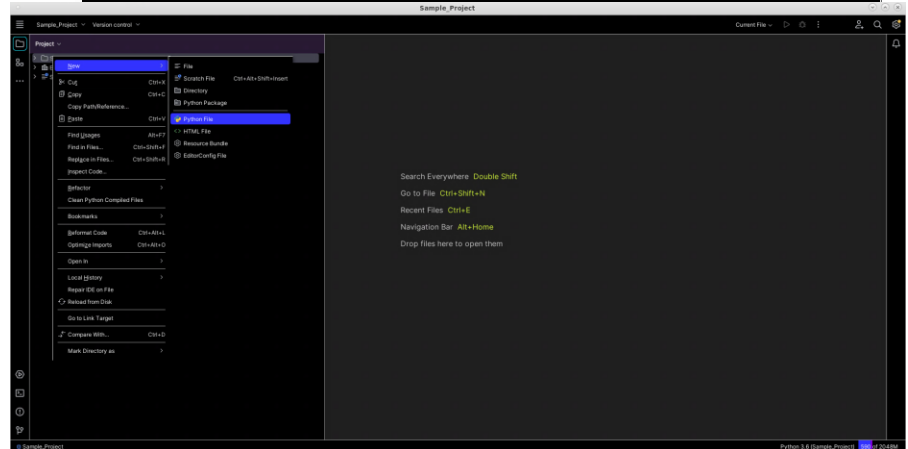 Sample_Project
Sample_Project Version control
Current File
Project
New
Cut Ctrl+X
Copy Ctrl+C
Copy Path/Reference...
Paste Ctrl+V
Find Usages Alt+F7
Find in Files... Ctrl+Shift+F
Replace in Files... Ctrl+Shift+R
Inspect Code...
Refactor
Clean Python Compiled Files
Bookmarks
Reformat Code Ctrl+Alt+L
Optimize Imports Ctrl+Alt+O
Open In
Local History
Repair IDE on File
Reload from Disk
Go to Link Target
Compare With... Ctrl+D
Mark Directory as
File
Scratch File Ctrl+Alt+Shift+Insert
Directory
Python Package
Python File
HTML File
Resource Bundle
EditorConfig File
Search Everywhere Double Shift
Go to File Ctrl+Shift+N
Recent Files Ctrl+E
Navigation Bar Alt+Home
Drop files here to open them
Sample_Project
Python 3.6 (Sample_Project) of 2048M